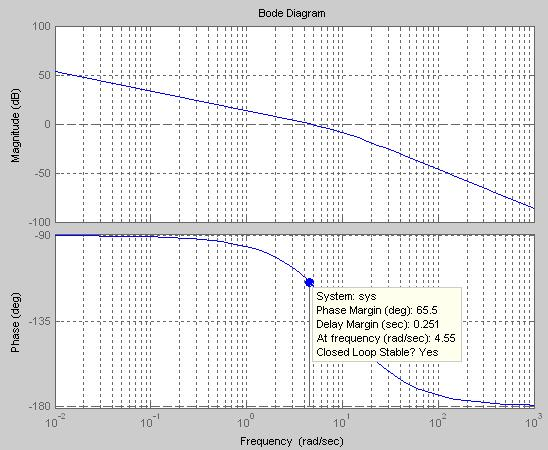 Bode Diagram
Magnitude (dB)
100
50
0
-50
-100
Phase (deg)
-90
-135
-180
System: sys
Phase Margin (deg): 65.5
Delay Margin (sec): 0.251
At frequency (rad/sec): 4.55
Closed Loop Stable? Yes
10^-2 10^-1 10^0 10^1 10^2 10^3
Frequency (rad/sec)